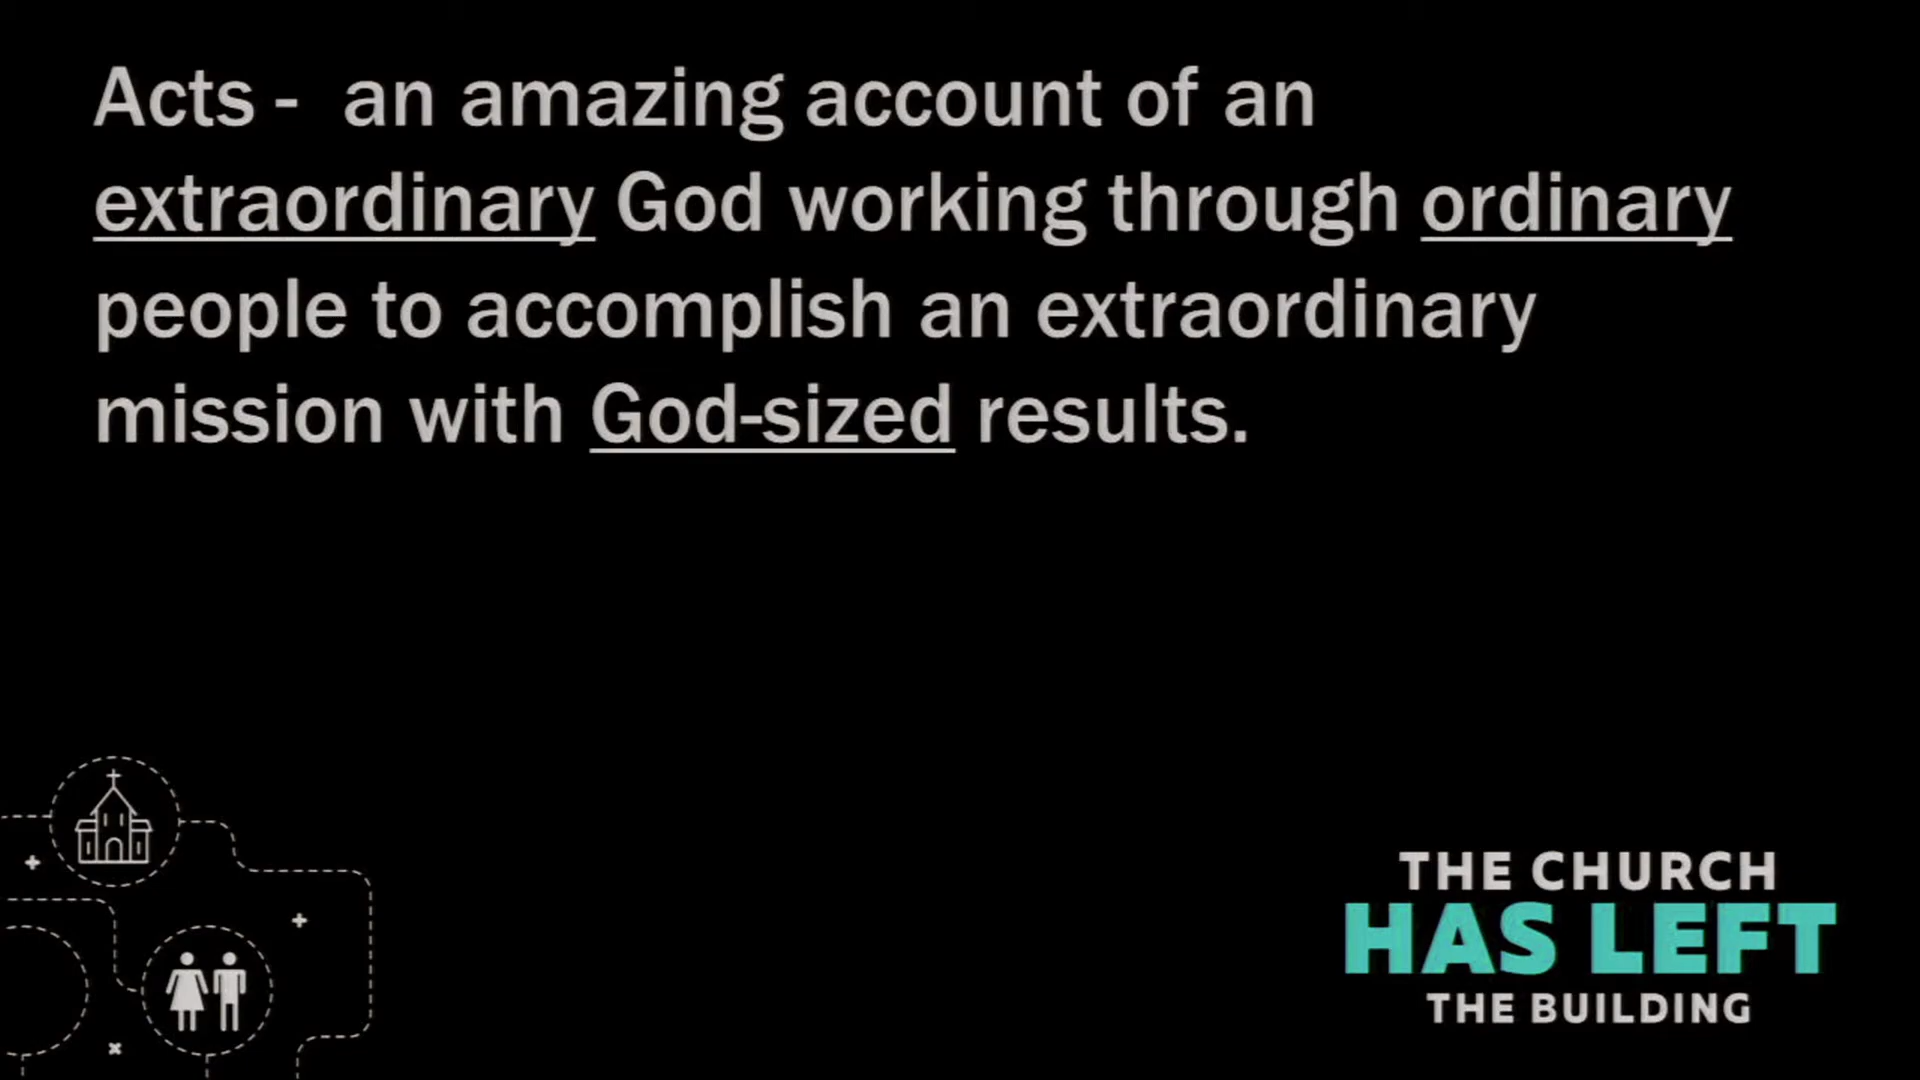 Acts - an amazing account of an
extraordinary God working through ordinary
people to accomplish an extraordinary
mission with God-sized results.
THE CHURCH
HAS LEFT
THE BUILDING